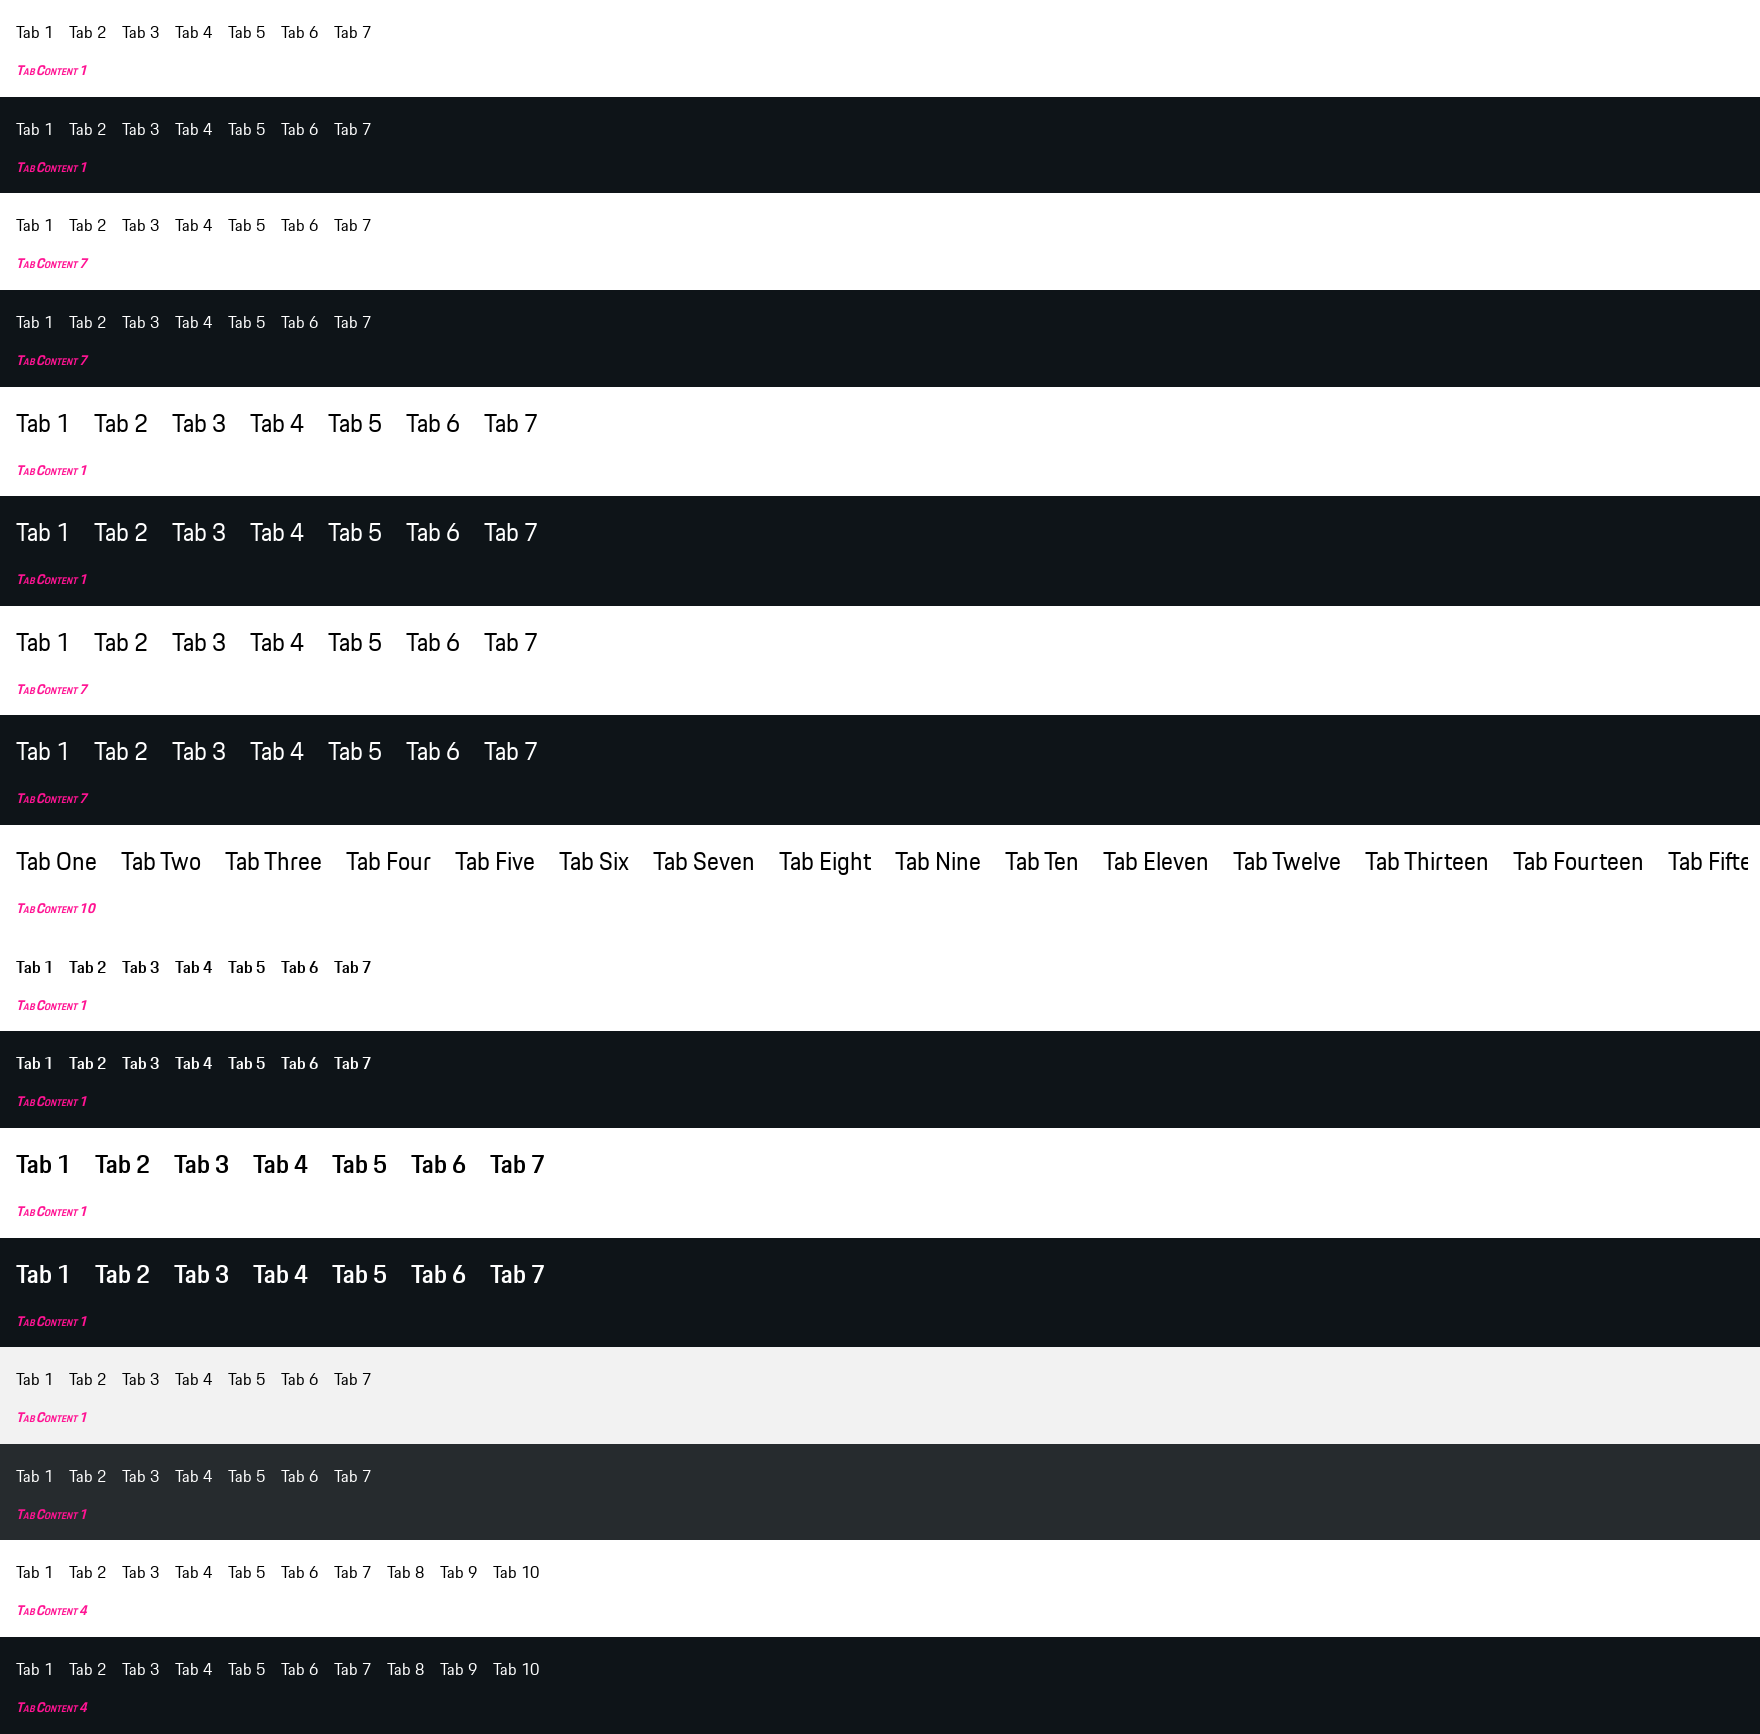 Tab 1 Tab 2 Tab 3 Tab 4 Tab 5 Tab 6 Tab 7
Tab Content 1
Tab 1 Tab 2 Tab 3 Tab 4 Tab 5 Tab 6 Tab 7
Tab Content 1
Tab 1 Tab 2 Tab 3 Tab 4 Tab 5 Tab 6 Tab 7
Tab Content 7
Tab 1 Tab 2 Tab 3 Tab 4 Tab 5 Tab 6 Tab 7
Tab Content 7
Tab 1 Tab 2 Tab 3 Tab 4 Tab 5 Tab 6 Tab 7
Tab Content 1
Tab 1 Tab 2 Tab 3 Tab 4 Tab 5 Tab 6 Tab 7
Tab Content 1
Tab 1 Tab 2 Tab 3 Tab 4 Tab 5 Tab 6 Tab 7
Tab Content 7
Tab 1 Tab 2 Tab 3 Tab 4 Tab 5 Tab 6 Tab 7
Tab Content 7
Tab One Tab Two Tab Three Tab Four Tab Five Tab Six Tab Seven Tab Eight Tab Nine Tab Ten Tab Eleven Tab Twelve Tab Thirteen Tab Fourteen Tab Fifte
Tab Content 10
Tab 1 Tab 2 Tab 3 Tab 4 Tab 5 Tab 6 Tab 7
Tab Content 1
Tab 1 Tab 2 Tab 3 Tab 4 Tab 5 Tab 6 Tab 7
Tab Content 1
Tab 1 Tab 2 Tab 3 Tab 4 Tab 5 Tab 6 Tab 7
Tab Content 1
Tab 1 Tab 2 Tab 3 Tab 4 Tab 5 Tab 6 Tab 7
Tab Content 1
Tab 1 Tab 2 Tab 3 Tab 4 Tab 5 Tab 6 Tab 7
Tab Content 1
Tab 1 Tab 2 Tab 3 Tab 4 Tab 5 Tab 6 Tab 7
Tab Content 1
Tab 1 Tab 2 Tab 3 Tab 4 Tab 5 Tab 6 Tab 7 Tab 8 Tab 9 Tab 10
Tab Content 4
Tab 1 Tab 2 Tab 3 Tab 4 Tab 5 Tab 6 Tab 7 Tab 8 Tab 9 Tab 10
Tab Content 4